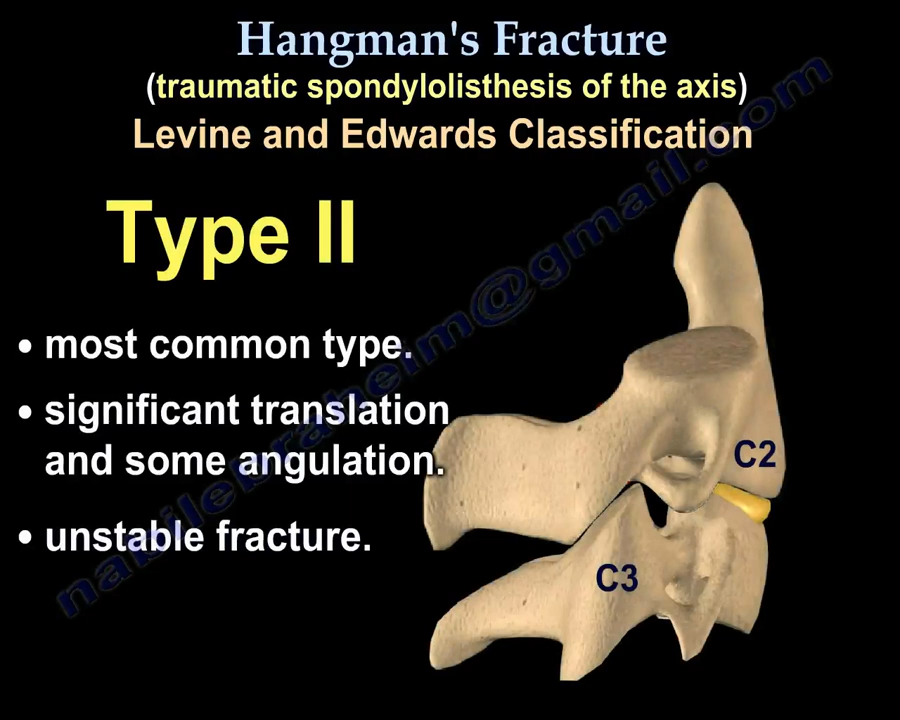 Hangman's Fracture
(traumatic spondylolisthesis of the axis)
Levine and Edwards Classification
Type II
• most common type.
• significant translation
and some angulation.
• unstable fracture.
C2
C3
nabilebraheim@gmail.com